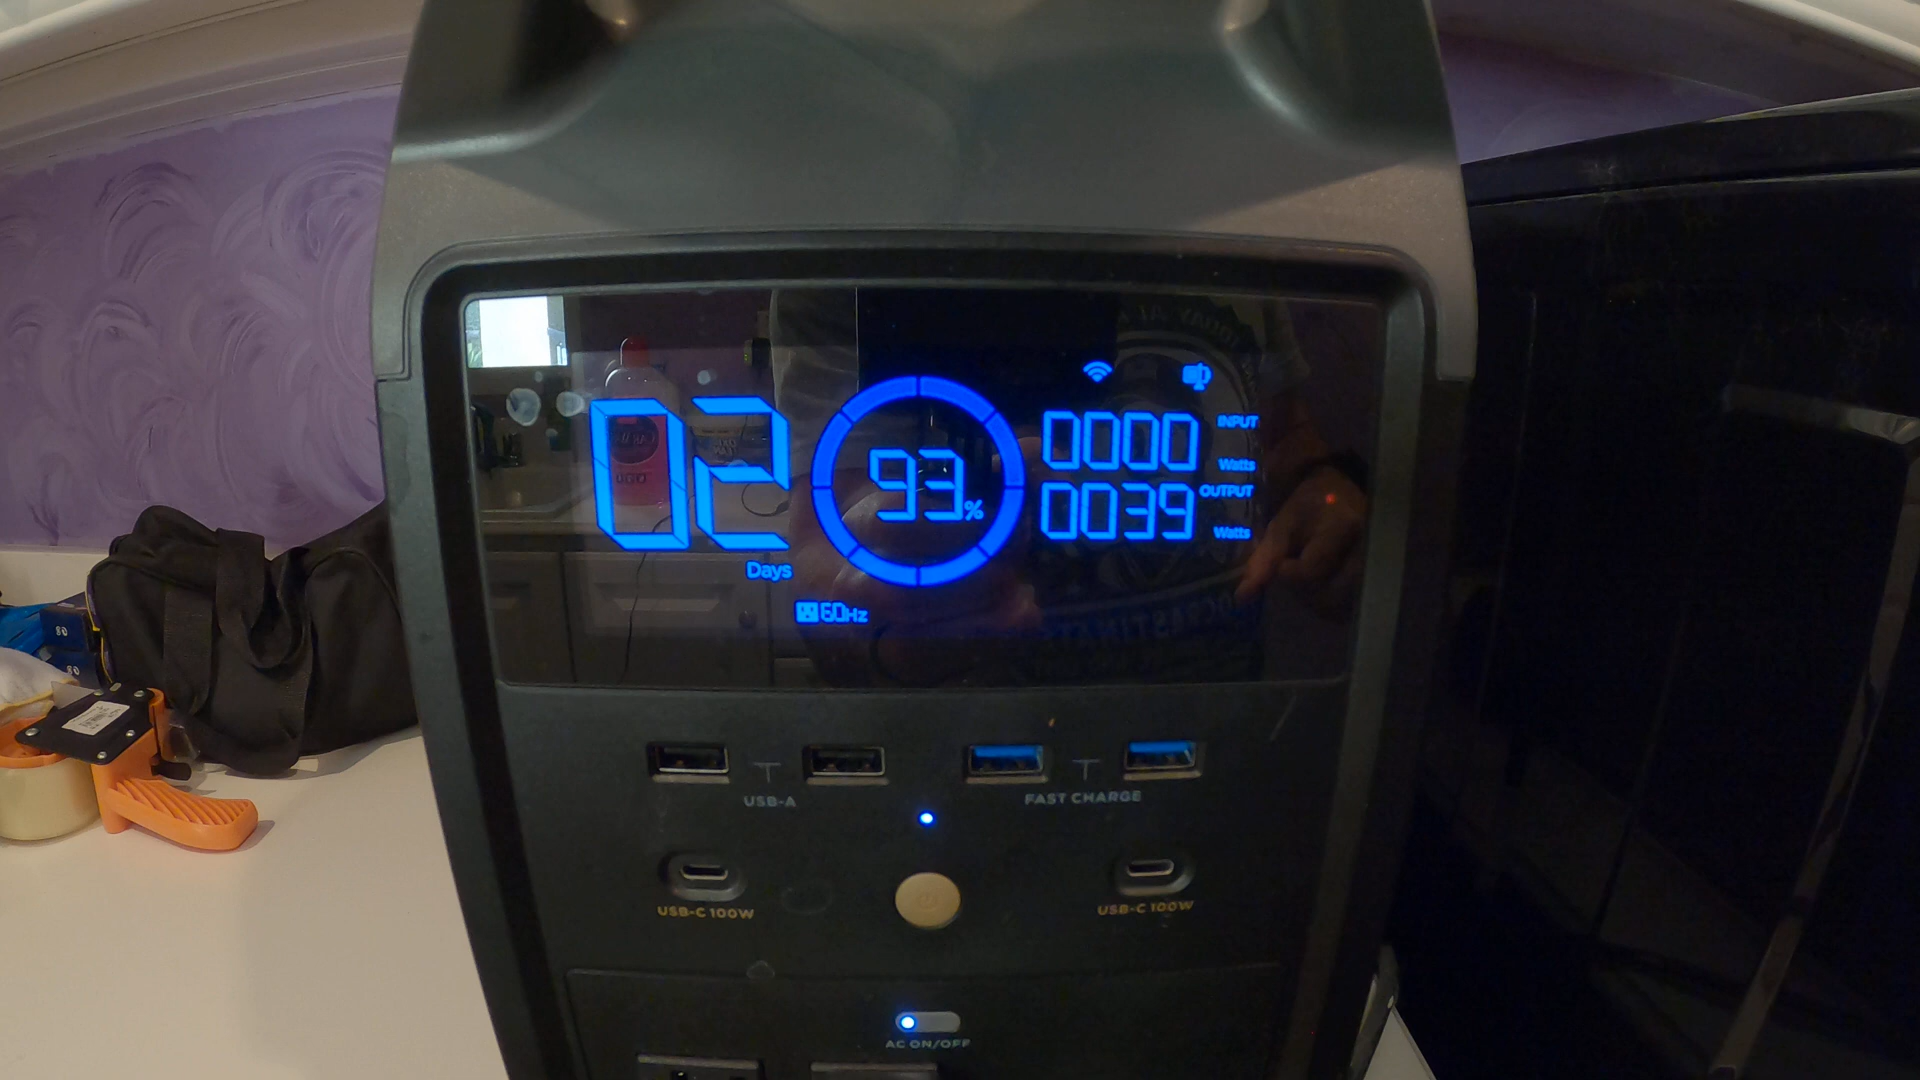 02
Days
93%
0000 INPUT
Watts
0039 OUTPUT
Watts
60Hz
USB-A
FAST CHARGE
USB-C 100W
USB-C 100W
AC ON/OFF